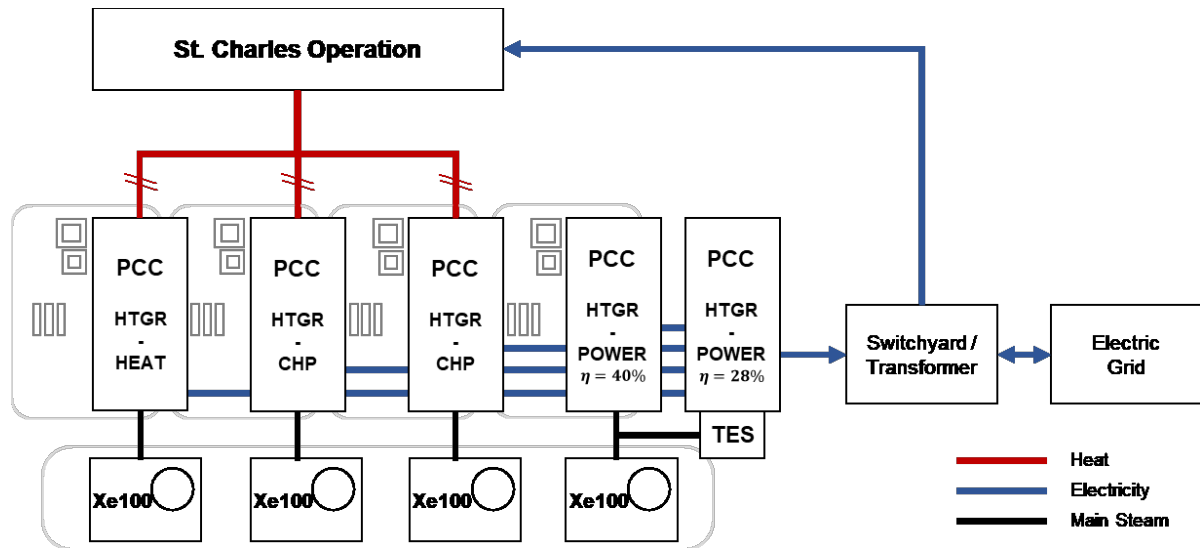 St. Charles Operation
PCC
HTGR
-
HEAT
PCC
HTGR
-
CHP
PCC
HTGR
-
CHP
PCC
HTGR
-
POWER
η = 40%
PCC
HTGR
-
POWER
η = 28%
TES
Switchyard /
Transformer
Electric
Grid
Xe100
Xe100
Xe100
Xe100
Heat
Electricity
Main Steam